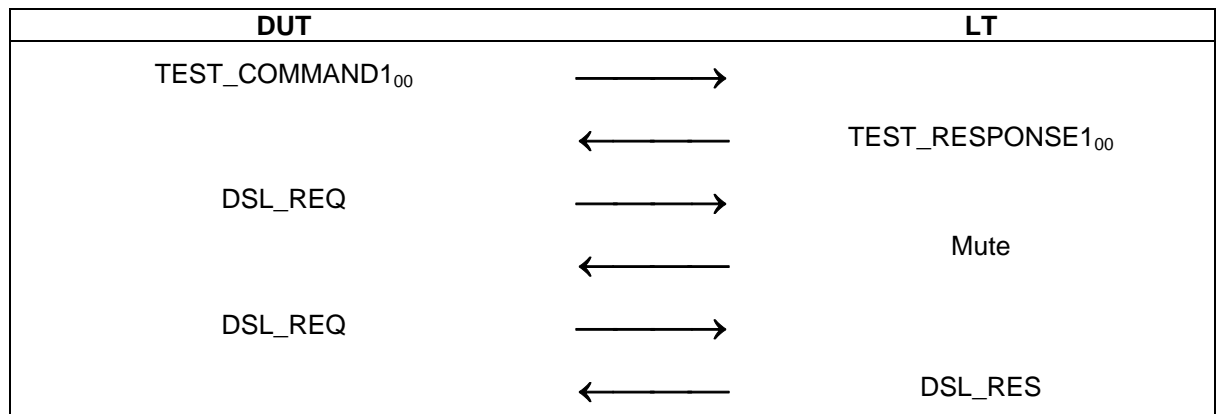 DUT LT
TEST_COMMAND1₀₀
TEST_RESPONSE1₀₀
DSL_REQ
Mute
DSL_REQ
DSL_RES